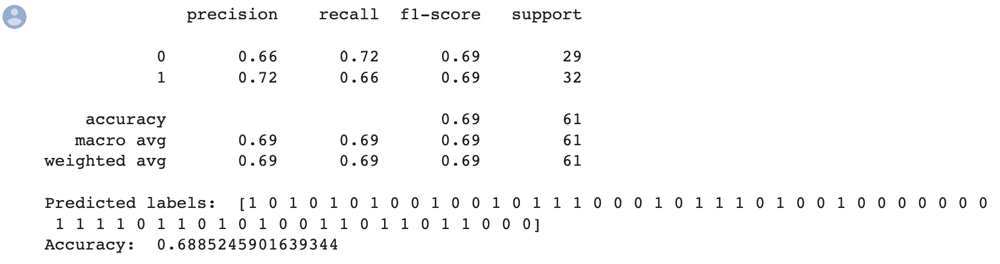 precision recall f1-score support
0 0.66 0.72 0.69 29
1 0.72 0.66 0.69 32
accuracy 0.69 61
macro avg 0.69 0.69 0.69 61
weighted avg 0.69 0.69 0.69 61
Predicted labels: [1 0 1 0 1 0 1 0 0 1 0 0 1 0 1 1 1 0 0 0 1 0 1 1 1 0 1 0 0 1 0 0 0 0 0 0 0
1 1 1 1 0 1 1 0 1 0 1 0 0 1 1 0 1 1 0 1 1 0 0 0]
Accuracy: 0.6885245901639344